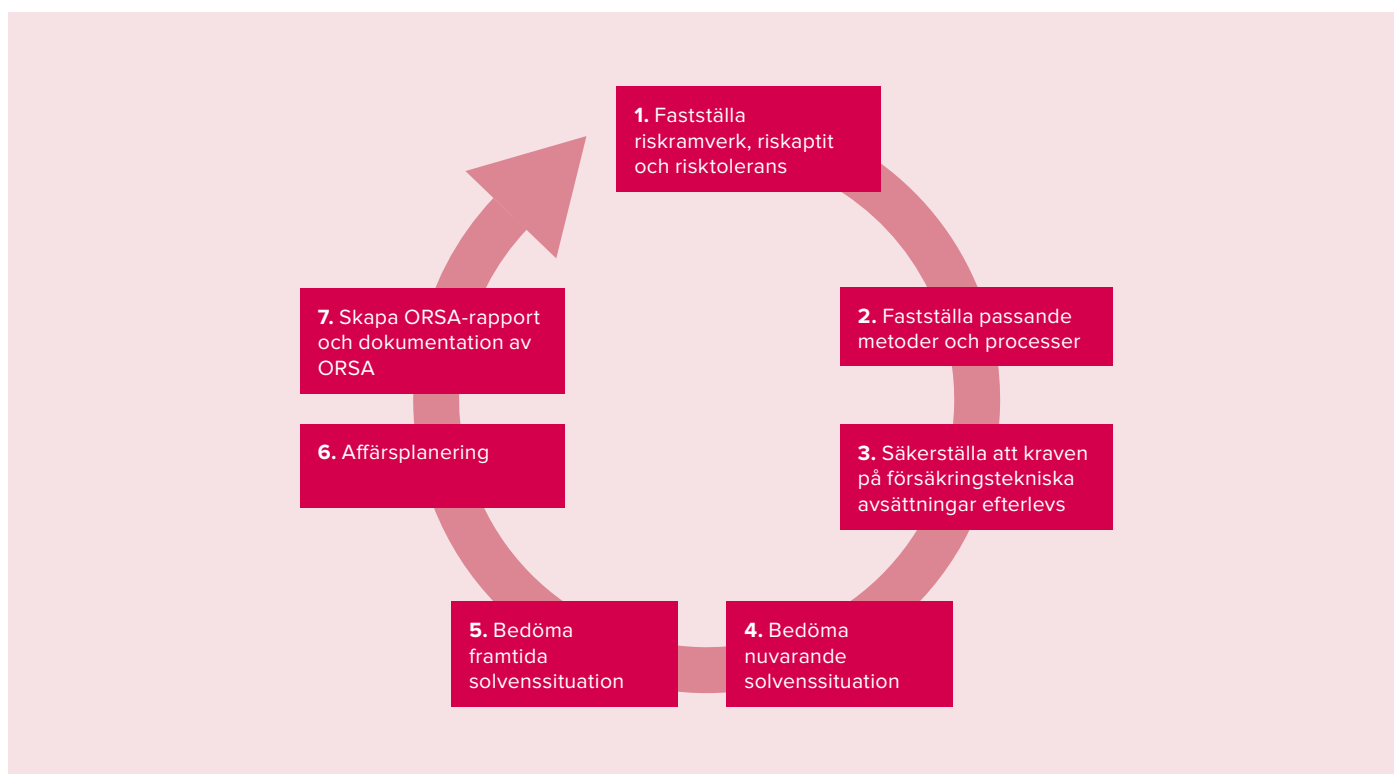 1. Fastställa
riskramverk, riskaptit
och risktolerans
2. Fastställa passande
metoder och processer
3. Säkerställa att kraven
på försäkringstekniska
avsättningar efterlevs
4. Bedöma
nuvarande
solvenssituation
5. Bedöma
framtida
solvenssituation
6. Affärsplanering
7. Skapa ORSA-rapport
och dokumentation av
ORSA